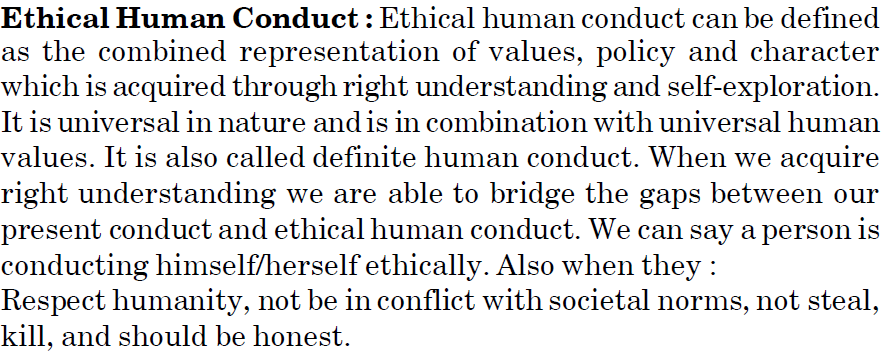 Ethical Human Conduct : Ethical human conduct can be defined
as the combined representation of values, policy and character
which is acquired through right understanding and self-exploration.
It is universal in nature and is in combination with universal human
values. It is also called definite human conduct. When we acquire
right understanding we are able to bridge the gaps between our
present conduct and ethical human conduct. We can say a person is
conducting himself/herself ethically. Also when they :
Respect humanity, not be in conflict with societal norms, not steal,
kill, and should be honest.